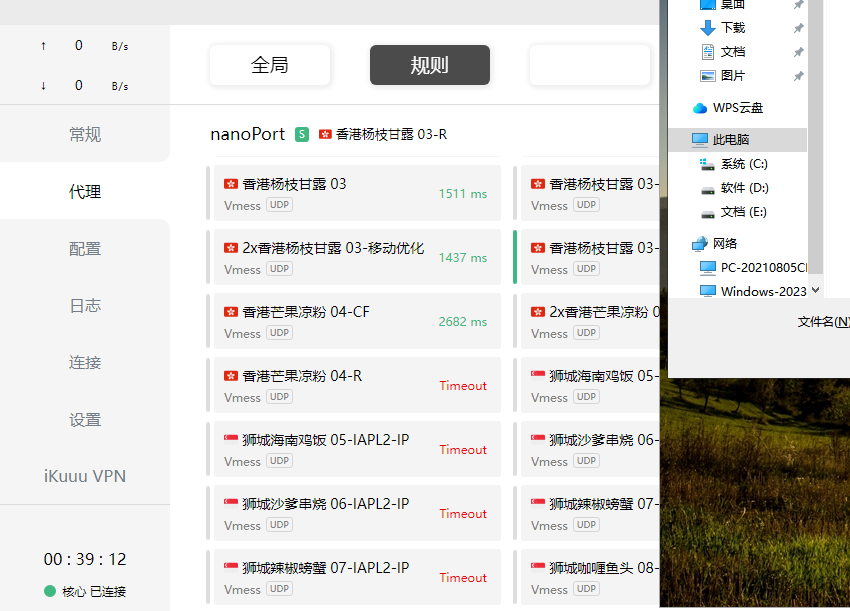 ↑ 0 B/s
↓ 0 B/s
常规
代理
配置
日志
连接
设置
iKuuu VPN
00 : 39 : 12
核心 已连接
全局
规则
nanoPort S 香港杨枝甘露 03-R
香港杨枝甘露 03
Vmess UDP
1511 ms
香港杨枝甘露 03-
Vmess UDP
2x香港杨枝甘露 03-移动优化
Vmess UDP
1437 ms
香港杨枝甘露 03-
Vmess UDP
香港芒果凉粉 04-CF
Vmess UDP
2682 ms
2x香港芒果凉粉 0
Vmess UDP
香港芒果凉粉 04-R
Vmess UDP
Timeout
狮城海南鸡饭 05-
Vmess UDP
狮城海南鸡饭 05-IAPL2-IP
Vmess UDP
Timeout
狮城沙爹串烧 06-
Vmess UDP
狮城沙爹串烧 06-IAPL2-IP
Vmess UDP
Timeout
狮城辣椒螃蟹 07-
Vmess UDP
狮城辣椒螃蟹 07-IAPL2-IP
Vmess UDP
Timeout
狮城咖喱鱼头 08-
Vmess UDP
桌面
下载
文档
图片
WPS云盘
此电脑
系统 (C:)
软件 (D:)
文档 (E:)
网络
PC-20210805CI
Windows-2023
文件名(N)